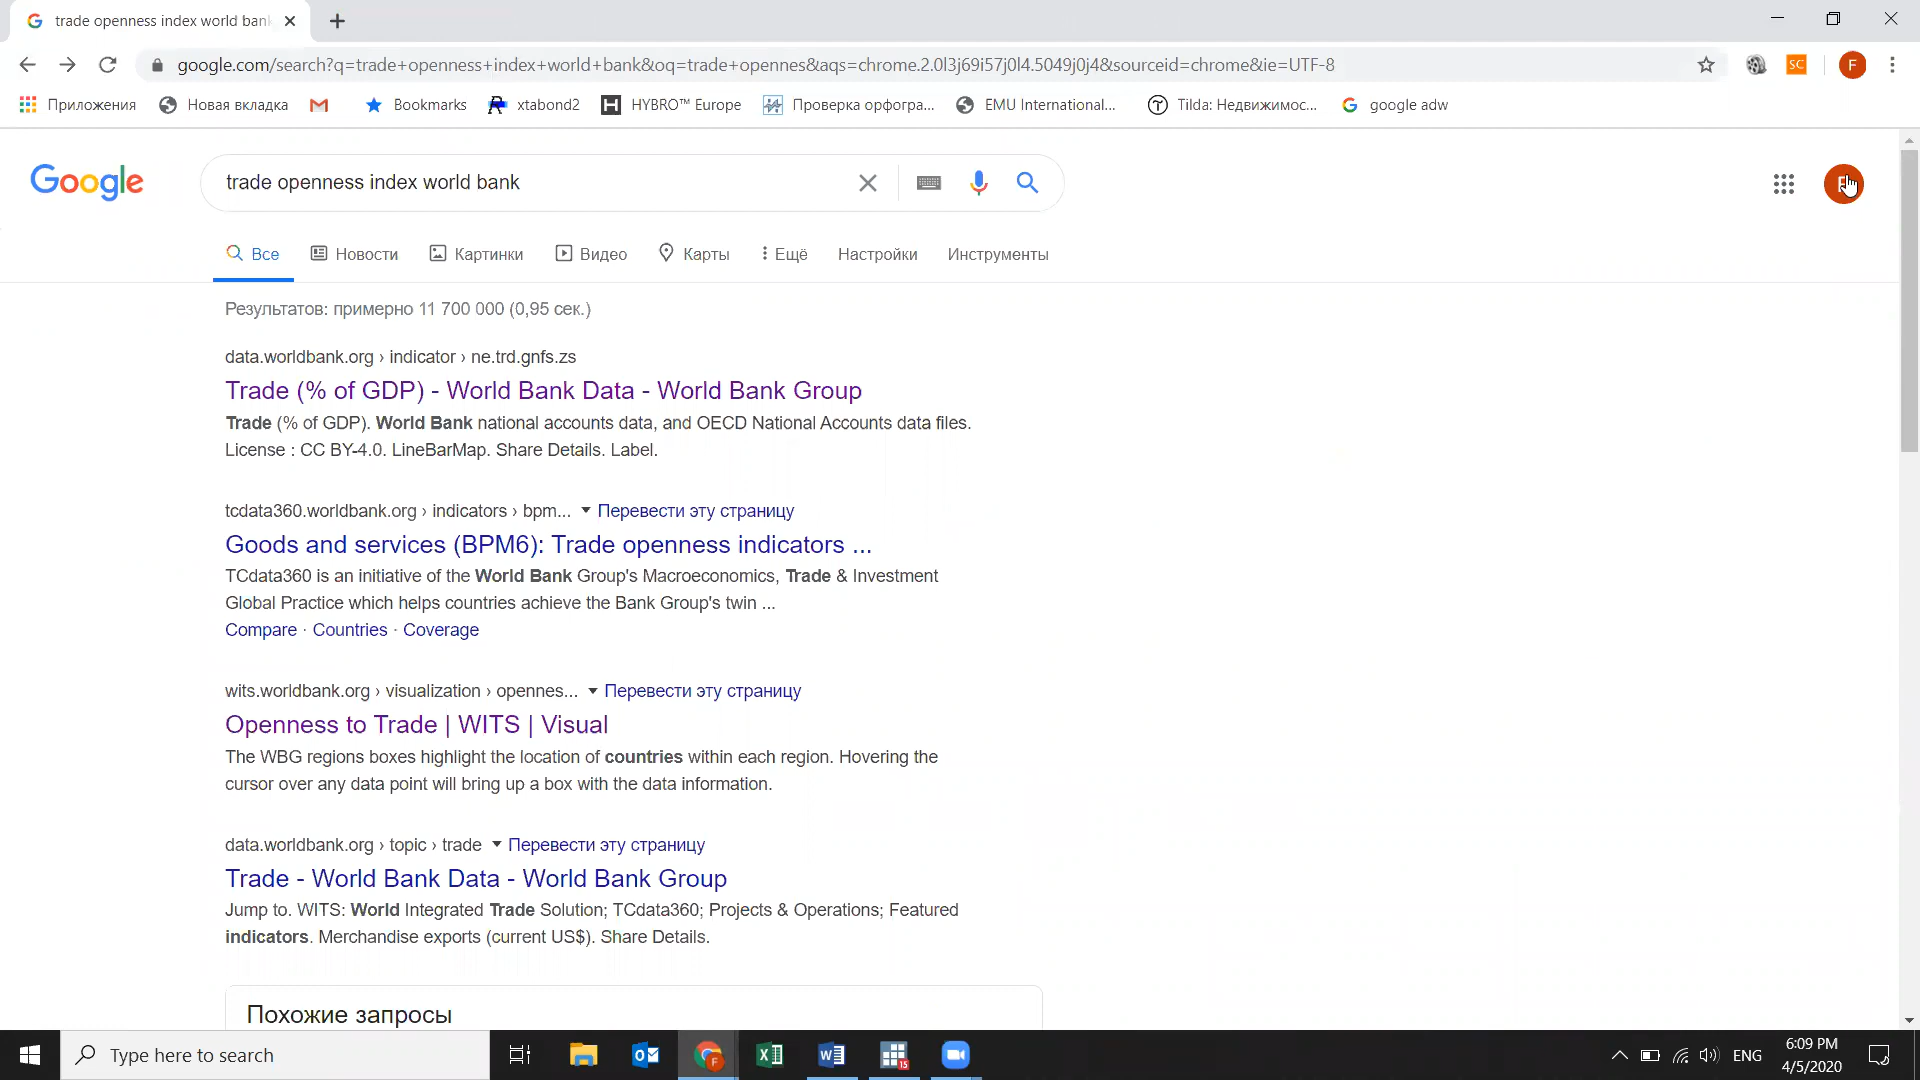 trade openness index world bank
google.com/search?q=trade+openness+index+world+bank&oq=trade+opennes&aqs=chrome.2.0l3j69i57j0l4.5049j0j4&sourceid=chrome&ie=UTF-8
SC
F
Приложения
Новая вкладка
Bookmarks
xtabond2
HYBRO™ Europe
Проверка орфогра...
EMU International...
Tilda: Недвижимос...
google adw
Google
trade openness index world bank
Все
Новости
Картинки
Видео
Карты
Ещё
Настройки
Инструменты
Результатов: примерно 11 700 000 (0,95 сек.)
data.worldbank.org › indicator › ne.trd.gnfs.zs
Trade (% of GDP) - World Bank Data - World Bank Group
Trade (% of GDP). World Bank national accounts data, and OECD National Accounts data files.
License : CC BY-4.0. LineBarMap. Share Details. Label.
tcdata360.worldbank.org › indicators › bpm... Перевести эту страницу
Goods and services (BPM6): Trade openness indicators ...
TCdata360 is an initiative of the World Bank Group's Macroeconomics, Trade & Investment
Global Practice which helps countries achieve the Bank Group's twin ...
Compare · Countries · Coverage
wits.worldbank.org › visualization › opennes... Перевести эту страницу
Openness to Trade | WITS | Visual
The WBG regions boxes highlight the location of countries within each region. Hovering the
cursor over any data point will bring up a box with the data information.
data.worldbank.org › topic › trade Перевести эту страницу
Trade - World Bank Data - World Bank Group
Jump to. WITS: World Integrated Trade Solution; TCdata360; Projects & Operations; Featured
indicators. Merchandise exports (current US$). Share Details.
Похожие запросы
Type here to search
F
15
ENG
6:09 PM
4/5/2020